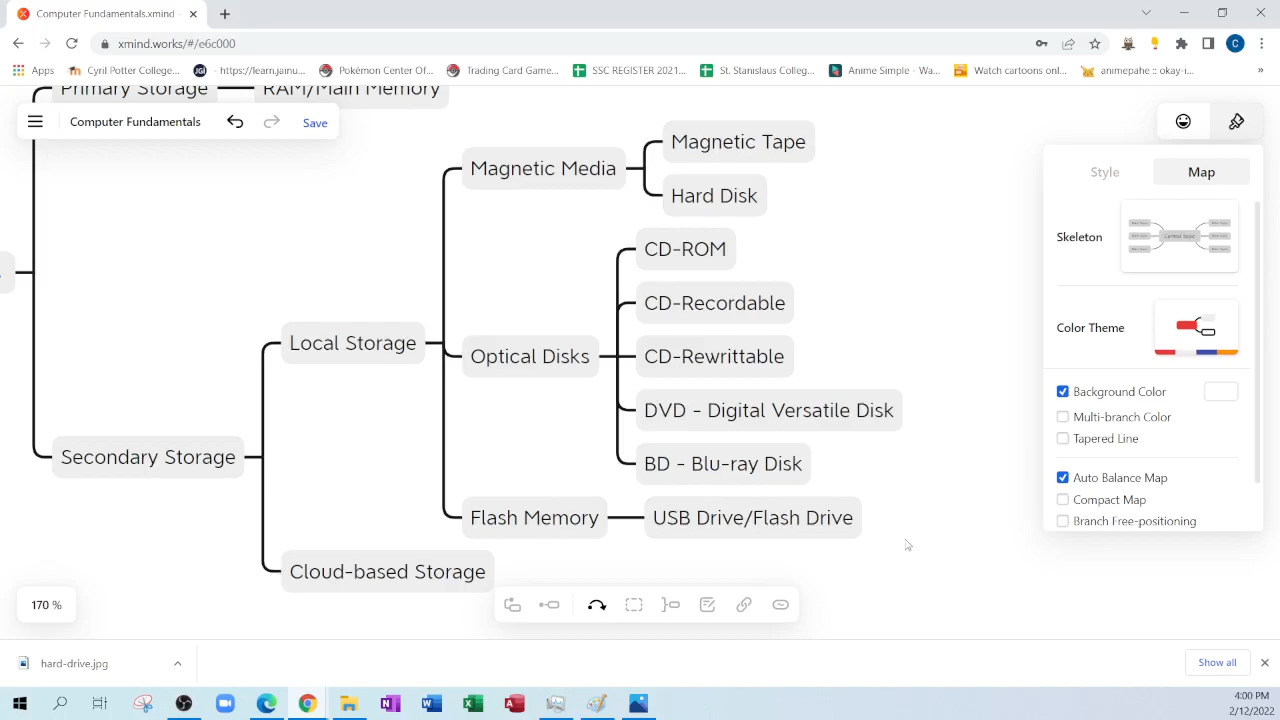 Computer Fundamentals.xmind
xmind.works/#/e6c000
Apps
Cyril Potter College...
- https://learn.jainu...
Pokémon Center Of...
Trading Card Game...
SSC REGISTER 2021...
St. Stanislaus Colleg...
Anime Simple - Wa...
Watch cartoons onl...
animepahe :: okay-i...
»
Primary Storage
RAM/Main Memory
Computer Fundamentals
Save
Magnetic Tape
Magnetic Media
Hard Disk
CD-ROM
CD-Recordable
Local Storage
Optical Disks
CD-Rewrittable
DVD - Digital Versatile Disk
Secondary Storage
BD - Blu-ray Disk
Flash Memory
USB Drive/Flash Drive
Cloud-based Storage
Style
Map
Skeleton
Central Topic
Color Theme
Background Color
Multi-branch Color
Tapered Line
Auto Balance Map
Compact Map
Branch Free-positioning
170 %
hard-drive.jpg
Show all
4:00 PM
2/12/2022